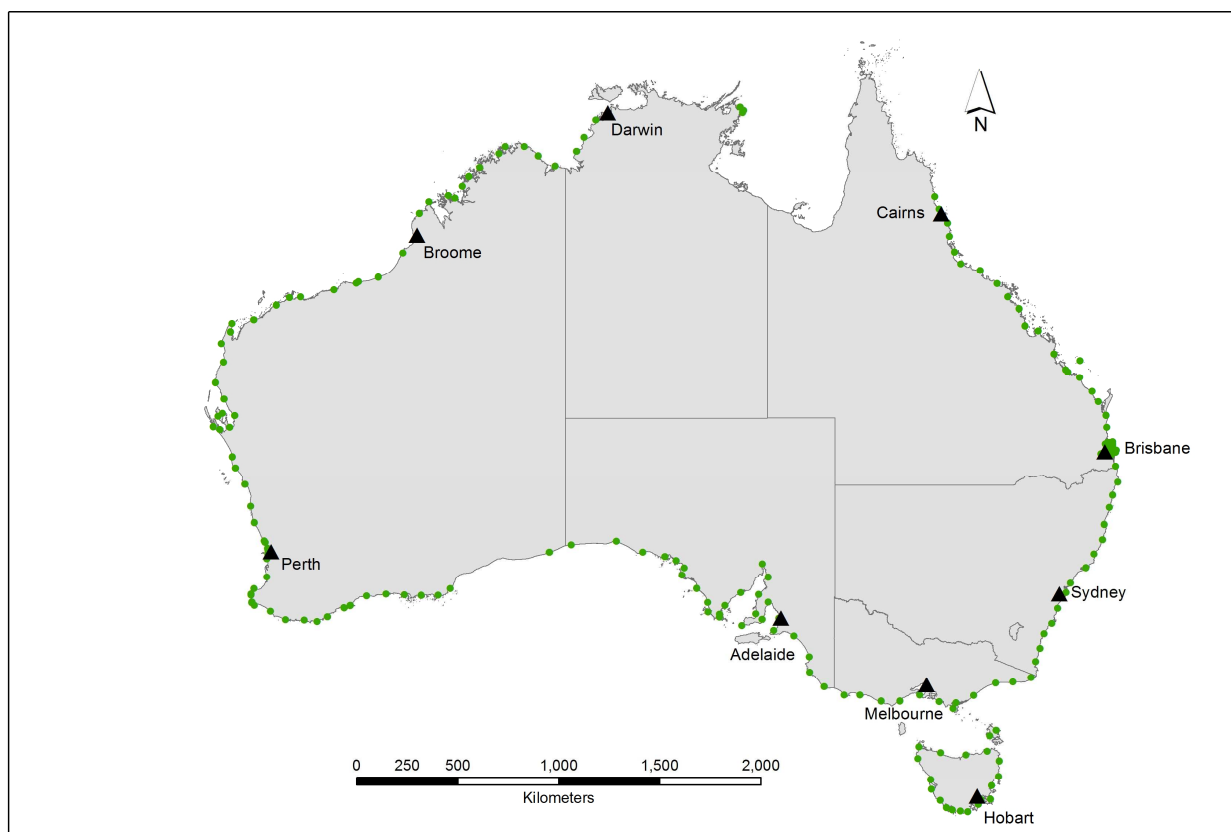 N
Darwin
Cairns
Broome
Brisbane
Perth
Sydney
Adelaide
Melbourne
0 250 500 1,000 1,500 2,000
Kilometers
Hobart